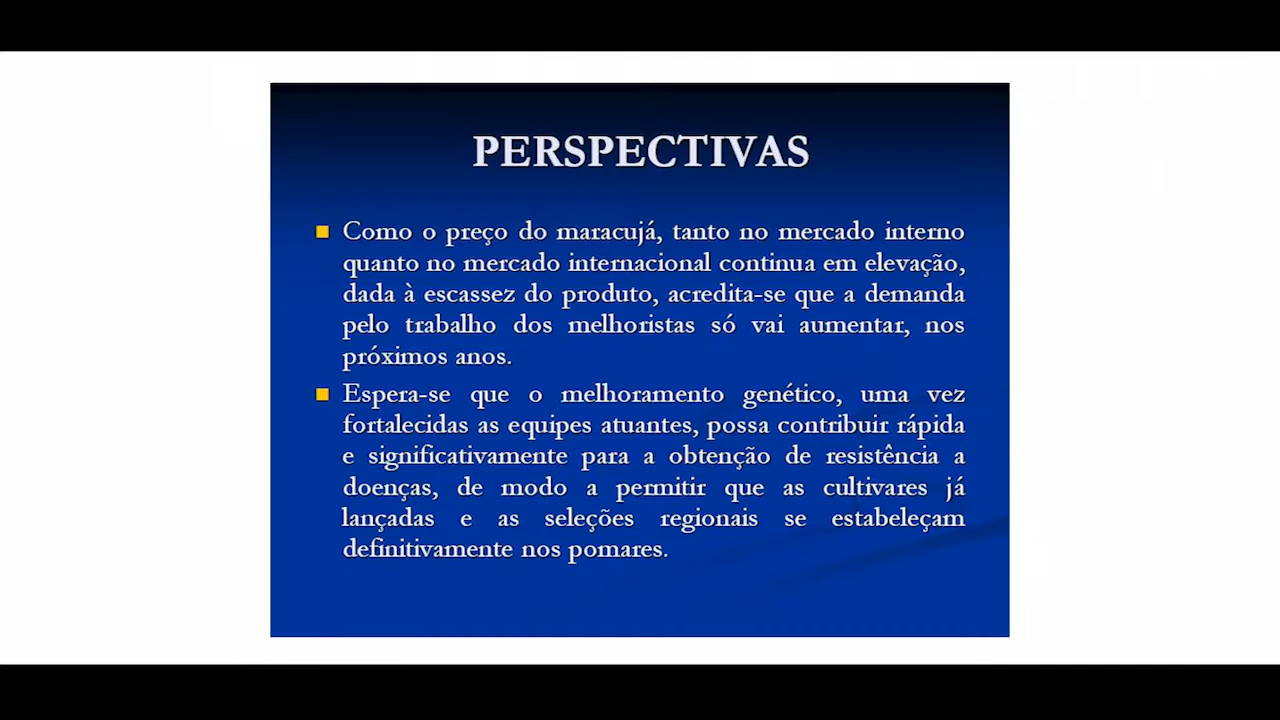 PERSPECTIVAS
Como o preço do maracujá, tanto no mercado interno
quanto no mercado internacional continua em elevação,
dada à escassez do produto, acredita-se que a demanda
pelo trabalho dos melhoristas só vai aumentar, nos
próximos anos.
Espera-se que o melhoramento genético, uma vez
fortalecidas as equipes atuantes, possa contribuir rápida
e significativamente para a obtenção de resistência a
doenças, de modo a permitir que as cultivares já
lançadas e as seleções regionais se estabeleçam
definitivamente nos pomares.